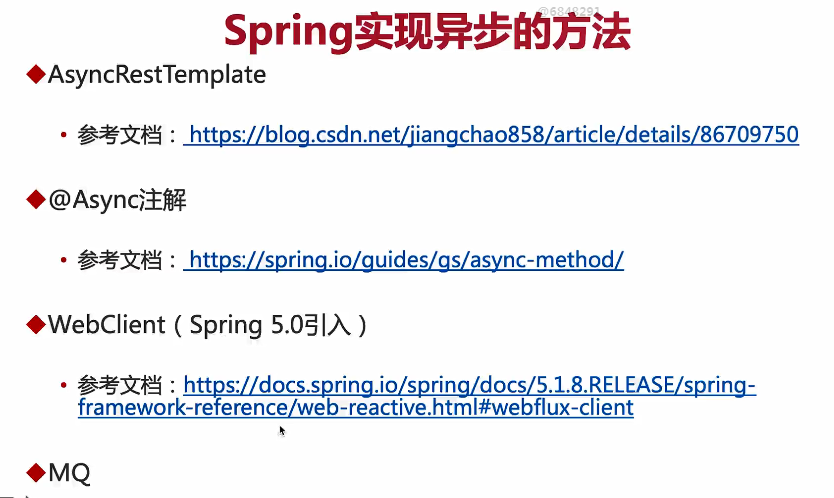 @6848291
Spring实现异步的方法
◆AsyncRestTemplate
• 参考文档： https://blog.csdn.net/jiangchao858/article/details/86709750
◆@Async注解
• 参考文档： https://spring.io/guides/gs/async-method/
◆WebClient（Spring 5.0引入）
• 参考文档：https://docs.spring.io/spring/docs/5.1.8.RELEASE/spring-
framework-reference/web-reactive.html#webflux-client
◆MQ